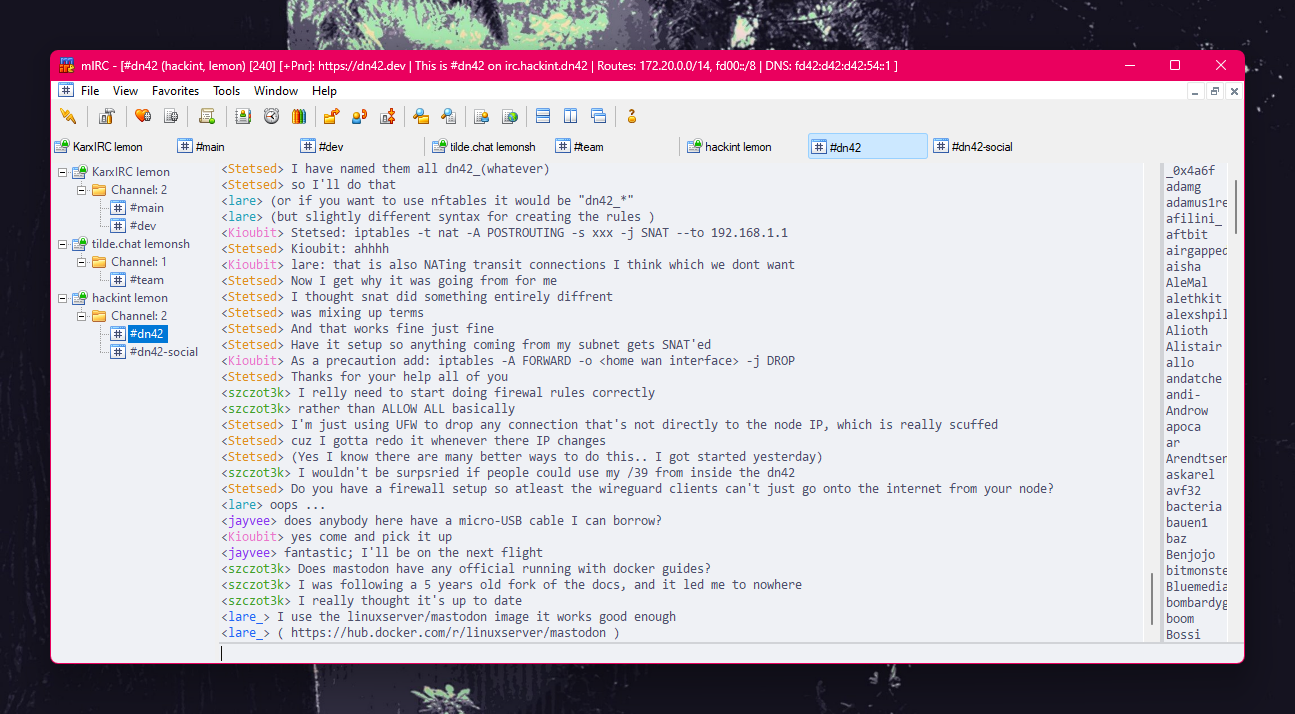 mIRC - [#dn42 (hackint, lemon) [240] [+Pnr]: https://dn42.dev | This is #dn42 on irc.hackint.dn42 | Routes: 172.20.0.0/14, fd00::/8 | DNS: fd42:d42:d42:54::1 ]
File View Favorites Tools Window Help
KarxIRC lemon #main #dev tilde.chat lemonsh #team hackint lemon #dn42 #dn42-social
KarxIRC lemon
Channel: 2
#main
#dev
tilde.chat lemonsh
Channel: 1
#team
hackint lemon
Channel: 2
#dn42
#dn42-social
<Stetsed> I have named them all dn42_(whatever)
<Stetsed> so I'll do that
<lare> (or if you want to use nftables it would be "dn42_*"
<lare> (but slightly different syntax for creating the rules )
<Kioubit> Stetsed: iptables -t nat -A POSTROUTING -s xxx -j SNAT --to 192.168.1.1
<Stetsed> Kioubit: ahhhh
<Kioubit> lare: that is also NATing transit connections I think which we dont want
<Stetsed> Now I get why it was going from for me
<Stetsed> I thought snat did something entirely diffrent
<Stetsed> was mixing up terms
<Stetsed> And that works fine just fine
<Stetsed> Have it setup so anything coming from my subnet gets SNAT'ed
<Kioubit> As a precaution add: iptables -A FORWARD -o <home wan interface> -j DROP
<Stetsed> Thanks for your help all of you
<szczot3k> I relly need to start doing firewal rules correctly
<szczot3k> rather than ALLOW ALL basically
<Stetsed> I'm just using UFW to drop any connection that's not directly to the node IP, which is really scuffed
<Stetsed> cuz I gotta redo it whenever there IP changes
<Stetsed> (Yes I know there are many better ways to do this.. I got started yesterday)
<szczot3k> I wouldn't be surpsried if people could use my /39 from inside the dn42
<Stetsed> Do you have a firewall setup so atleast the wireguard clients can't just go onto the internet from your node?
<lare> oops ...
<jayvee> does anybody here have a micro-USB cable I can borrow?
<Kioubit> yes come and pick it up
<jayvee> fantastic; I'll be on the next flight
<szczot3k> Does mastodon have any official running with docker guides?
<szczot3k> I was following a 5 years old fork of the docs, and it led me to nowhere
<szczot3k> I really thought it's up to date
<lare_> I use the linuxserver/mastodon image it works good enough
<lare_> ( https://hub.docker.com/r/linuxserver/mastodon )
_0x4a6f
adamg
adamus1re
afilini_
aftbit
airgapped
aisha
AleMal
alethkit
alexshpil
Alioth
Alistair
allo
andatche
andi-
Androw
apoca
ar
Arendtser
askarel
avf32
bacteria
bauen1
baz
Benjojo
bitmonste
Bluemedia
bombardyg
boom
Bossi